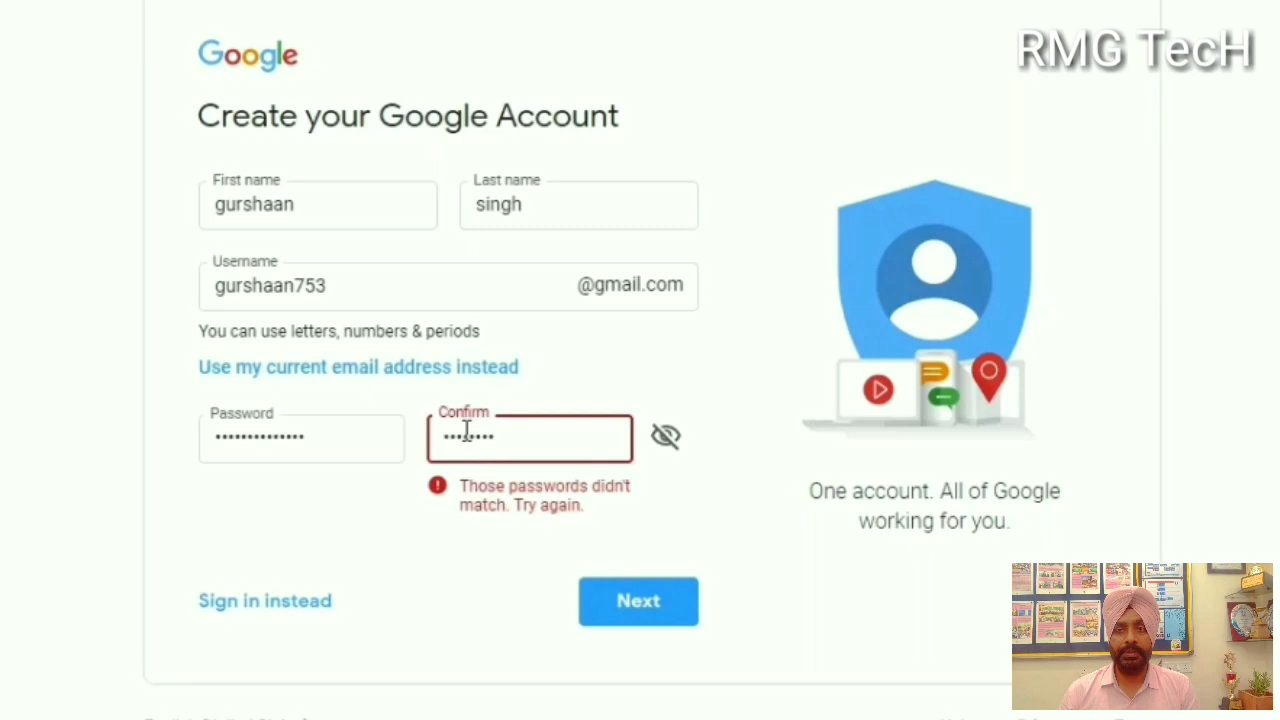 RMG TecH
Google
Create your Google Account
First name
gurshaan
Last name
singh
Username
gurshaan753
@gmail.com
You can use letters, numbers & periods
Use my current email address instead
Password
••••••••••••••
Confirm
••••••••
Those passwords didn't
match. Try again.
One account. All of Google
working for you.
Sign in instead
Next